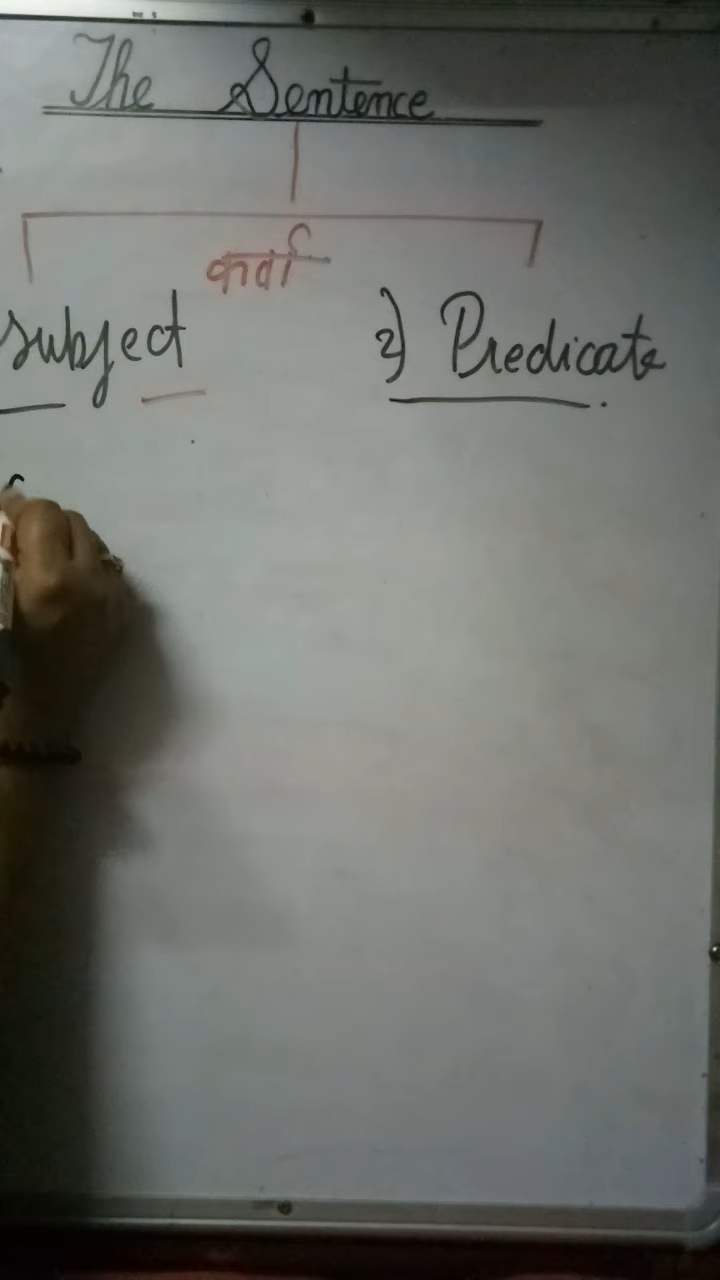 The Sentence
कर्ता
subject 2) Predicate